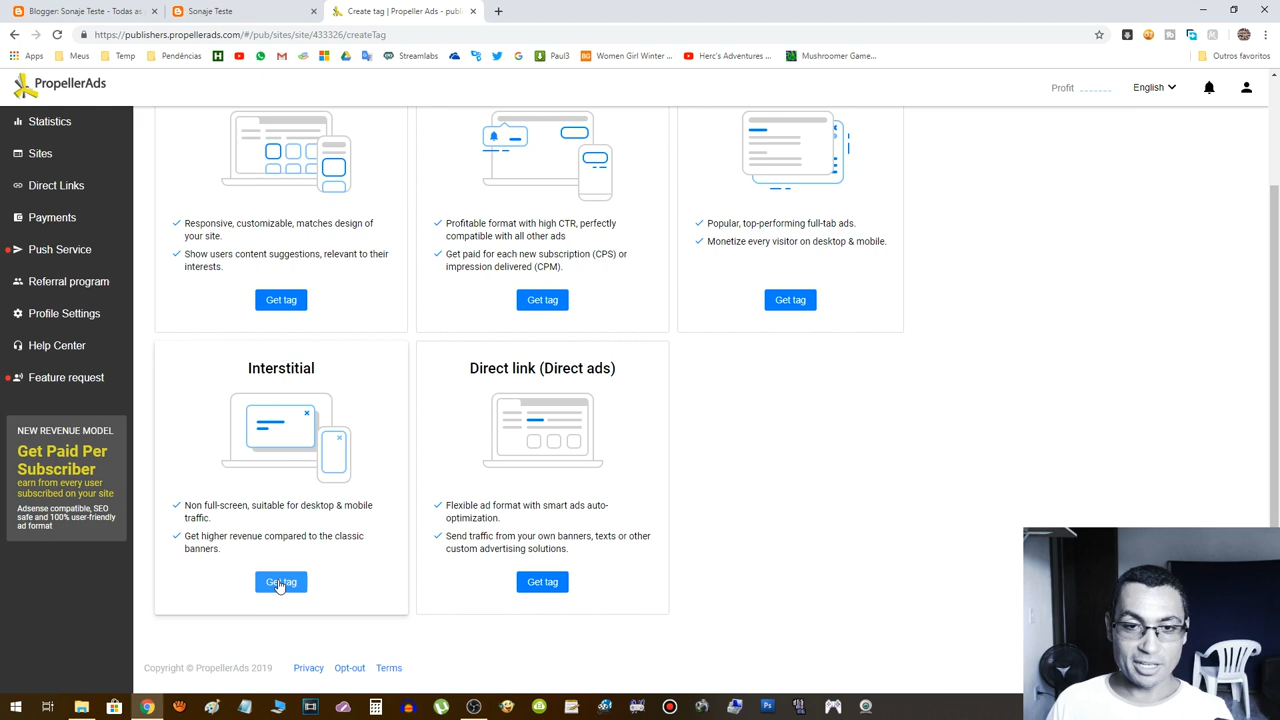 Blogger: Sonaje Teste - Todas as p
Sonaje Teste
Create tag | Propeller Ads - publ
https://publishers.propellerads.com/#/pub/sites/site/433326/createTag
Apps
Meus
Temp
Pendências
Streamlabs
Paul3
Women Girl Winter ...
Herc's Adventures ...
Mushroomer Gam...
Outros favoritos
PropellerAds
Profit
English
Statistics
Sites
Direct Links
Payments
Push Service
Referral program
Profile Settings
Help Center
Feature request
NEW REVENUE MODEL
Get Paid Per
Subscriber
earn from every user
subscribed on your site
Adsense compatible, SEO
safe and 100% user-friendly
ad format
Responsive, customizable, matches design of
your site.
Show users content suggestions, relevant to their
interests.
Get tag
Profitable format with high CTR, perfectly
compatible with all other ads
Get paid for each new subscription (CPS) or
impression delivered (CPM).
Get tag
Popular, top-performing full-tab ads.
Monetize every visitor on desktop & mobile.
Get tag
Interstitial
Non full-screen, suitable for desktop & mobile
traffic.
Get higher revenue compared to the classic
banners.
Get tag
Direct link (Direct ads)
Flexible ad format with smart ads auto-
optimization.
Send traffic from your own banners, texts or other
custom advertising solutions.
Get tag
Copyright © PropellerAds 2019
Privacy
Opt-out
Terms